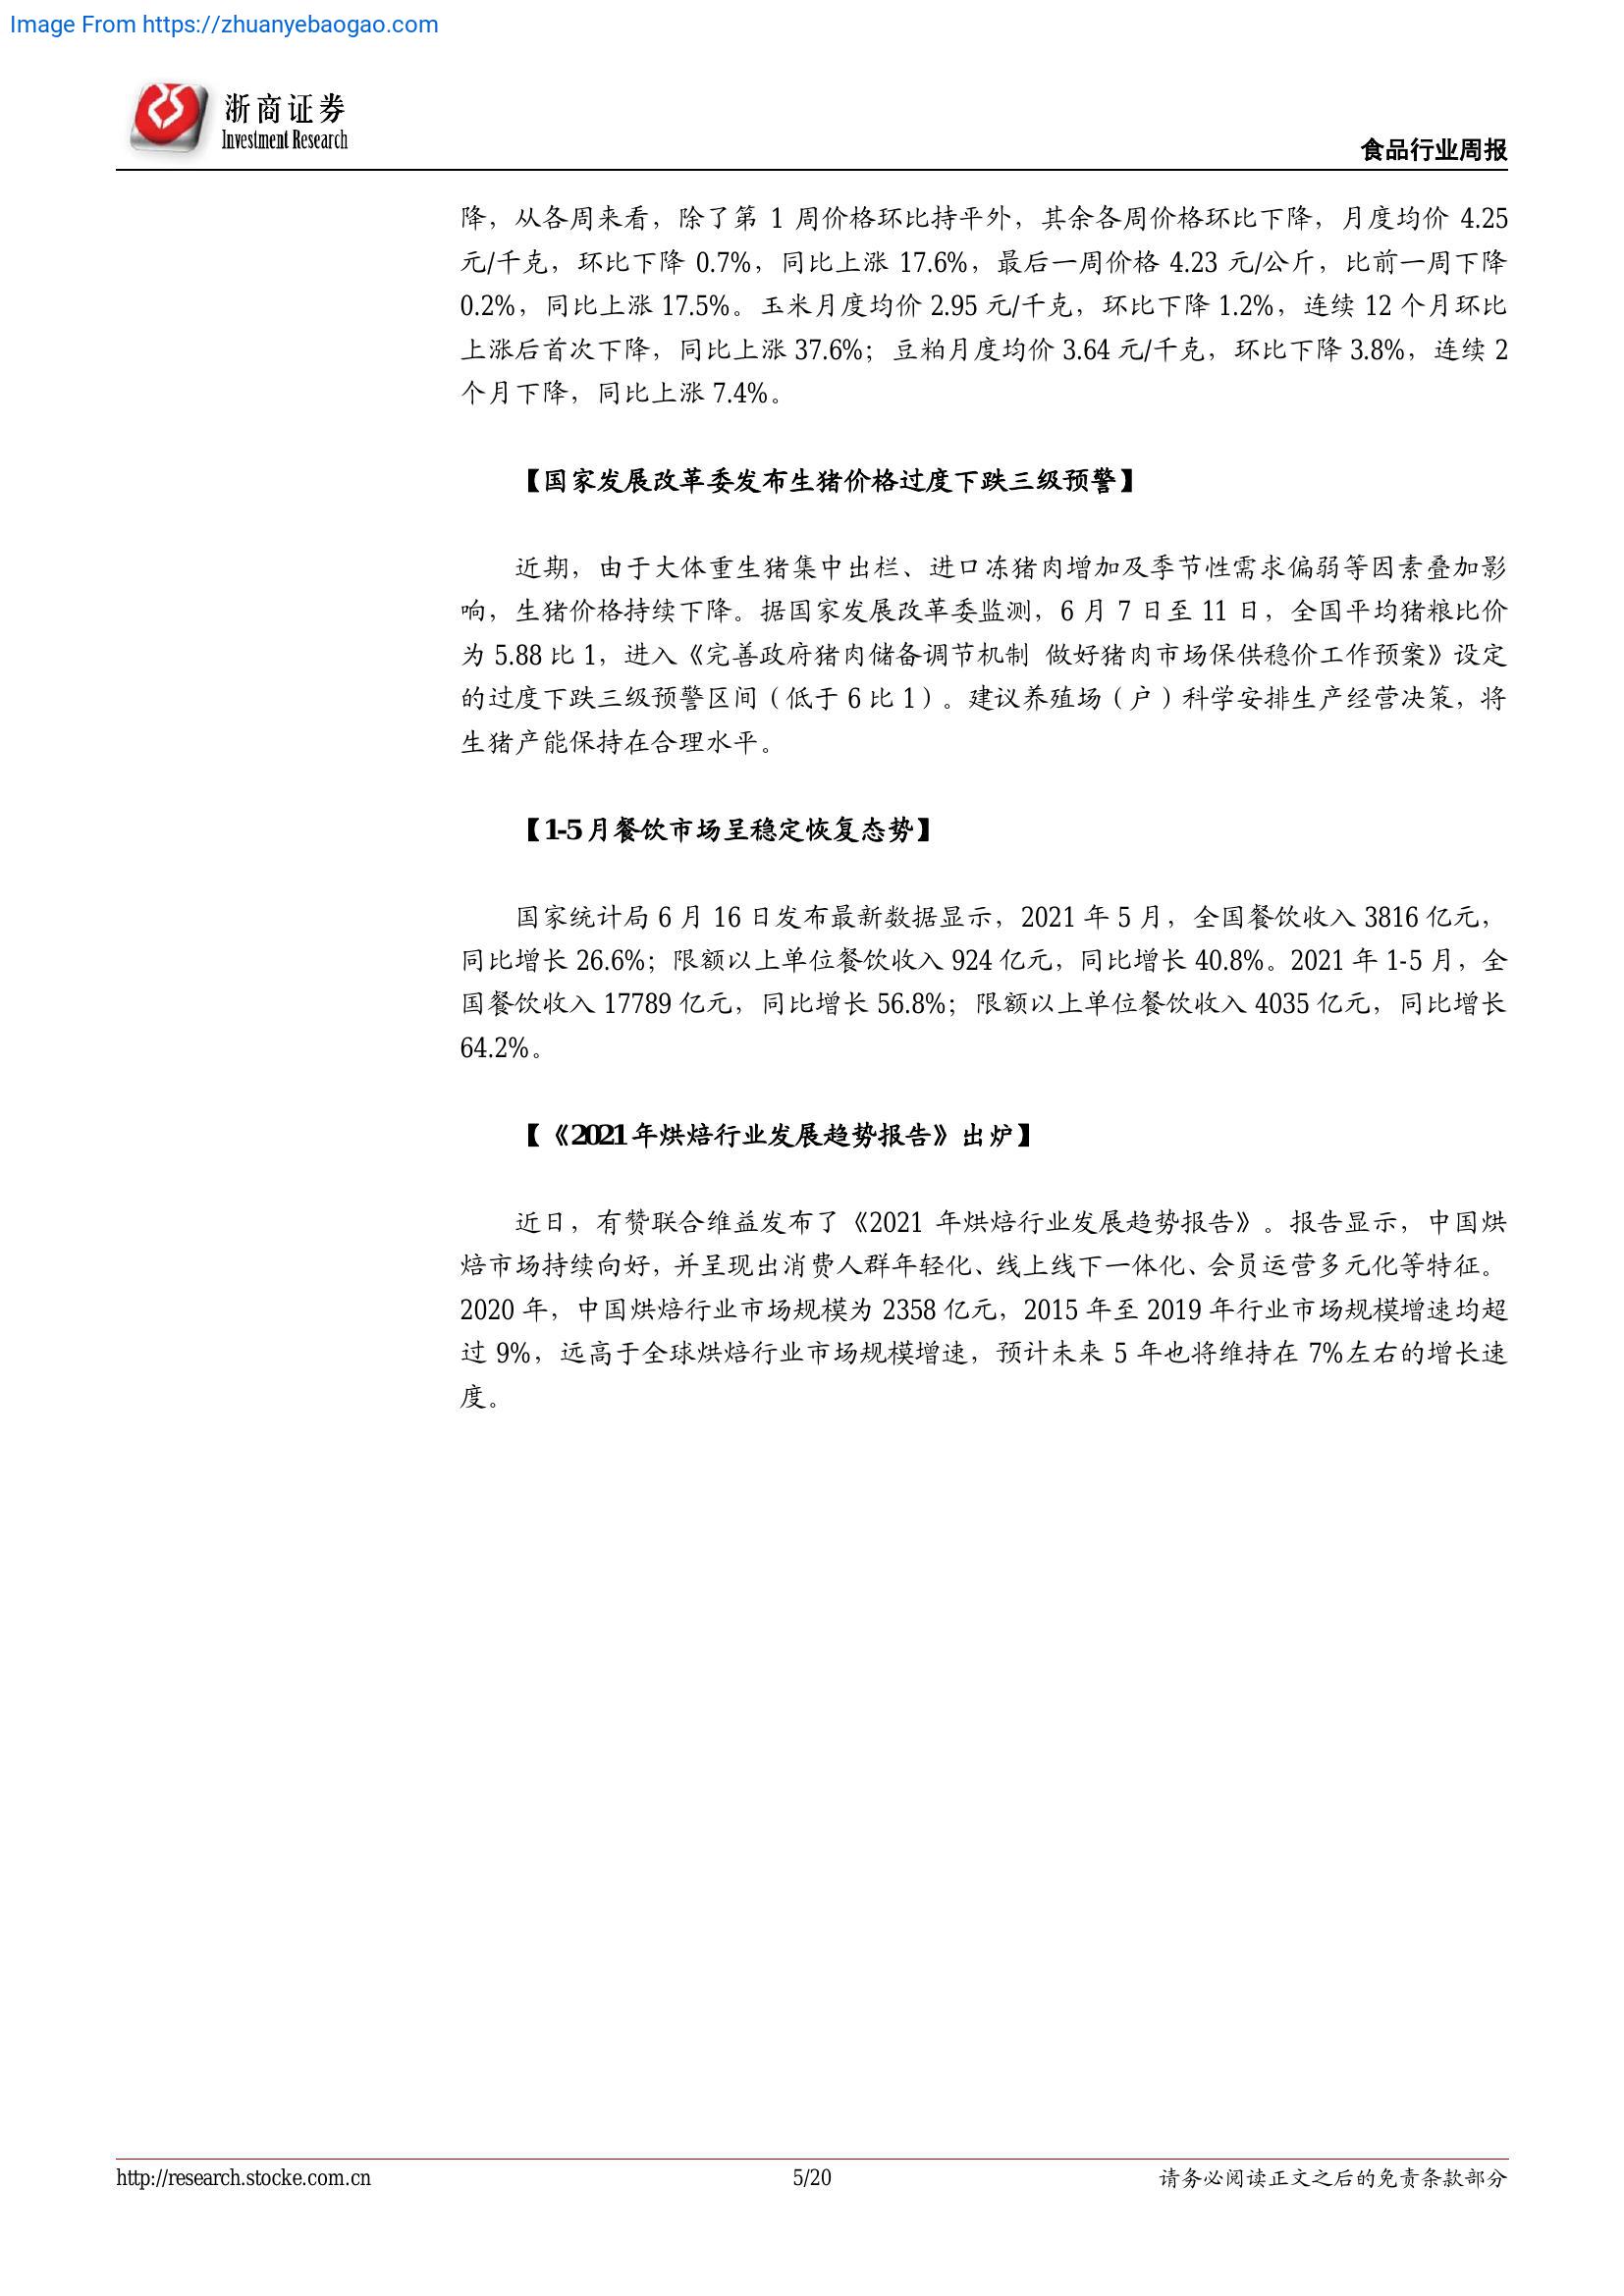 Image From https://zhuanyebaogao.com
浙商证券
Investment Research
食品行业周报
降，从各周来看，除了第 1 周价格环比持平外，其余各周价格环比下降，月度均价 4.25
元/千克，环比下降 0.7%，同比上涨 17.6%，最后一周价格 4.23 元/公斤，比前一周下降
0.2%，同比上涨 17.5%。玉米月度均价 2.95 元/千克，环比下降 1.2%，连续 12 个月环比
上涨后首次下降，同比上涨 37.6%；豆粕月度均价 3.64 元/千克，环比下降 3.8%，连续 2
个月下降，同比上涨 7.4%。
【国家发展改革委发布生猪价格过度下跌三级预警】
近期，由于大体重生猪集中出栏、进口冻猪肉增加及季节性需求偏弱等因素叠加影
响，生猪价格持续下降。据国家发展改革委监测，6 月 7 日至 11 日，全国平均猪粮比价
为 5.88 比 1，进入《完善政府猪肉储备调节机制 做好猪肉市场保供稳价工作预案》设定
的过度下跌三级预警区间（低于 6 比 1）。建议养殖场（户）科学安排生产经营决策，将
生猪产能保持在合理水平。
【1-5 月餐饮市场呈稳定恢复态势】
国家统计局 6 月 16 日发布最新数据显示，2021 年 5 月，全国餐饮收入 3816 亿元，
同比增长 26.6%；限额以上单位餐饮收入 924 亿元，同比增长 40.8%。2021 年 1-5 月，全
国餐饮收入 17789 亿元，同比增长 56.8%；限额以上单位餐饮收入 4035 亿元，同比增长
64.2%。
【《2021 年烘焙行业发展趋势报告》出炉】
近日，有赞联合维益发布了《2021 年烘焙行业发展趋势报告》。报告显示，中国烘
焙市场持续向好，并呈现出消费人群年轻化、线上线下一体化、会员运营多元化等特征。
2020 年，中国烘焙行业市场规模为 2358 亿元，2015 年至 2019 年行业市场规模增速均超
过 9%，远高于全球烘焙行业市场规模增速，预计未来 5 年也将维持在 7%左右的增长速
度。
http://research.stocke.com.cn
5/20
请务必阅读正文之后的免责条款部分